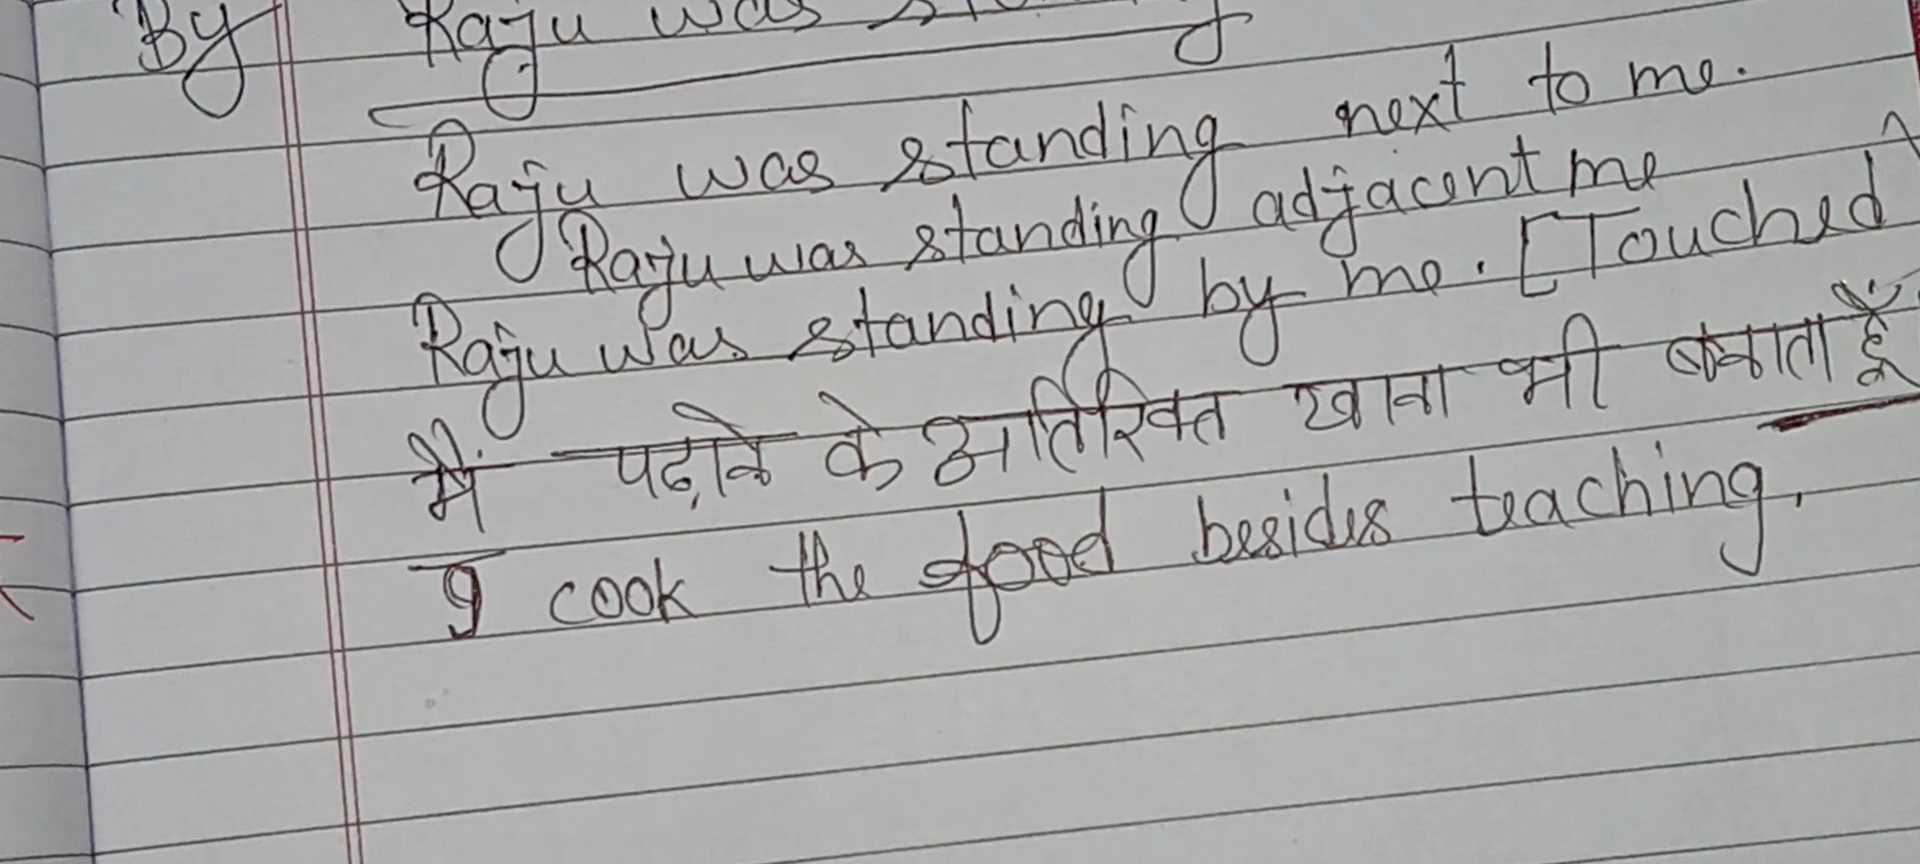 By Raju was standing
Raju was standing next to me.
Raju was standing adjacent me
Raju was standing by me. [Touched
मैं पढ़ाने के अतिरिक्त खाना भी बनाता हूँ
I cook the food besides teaching.